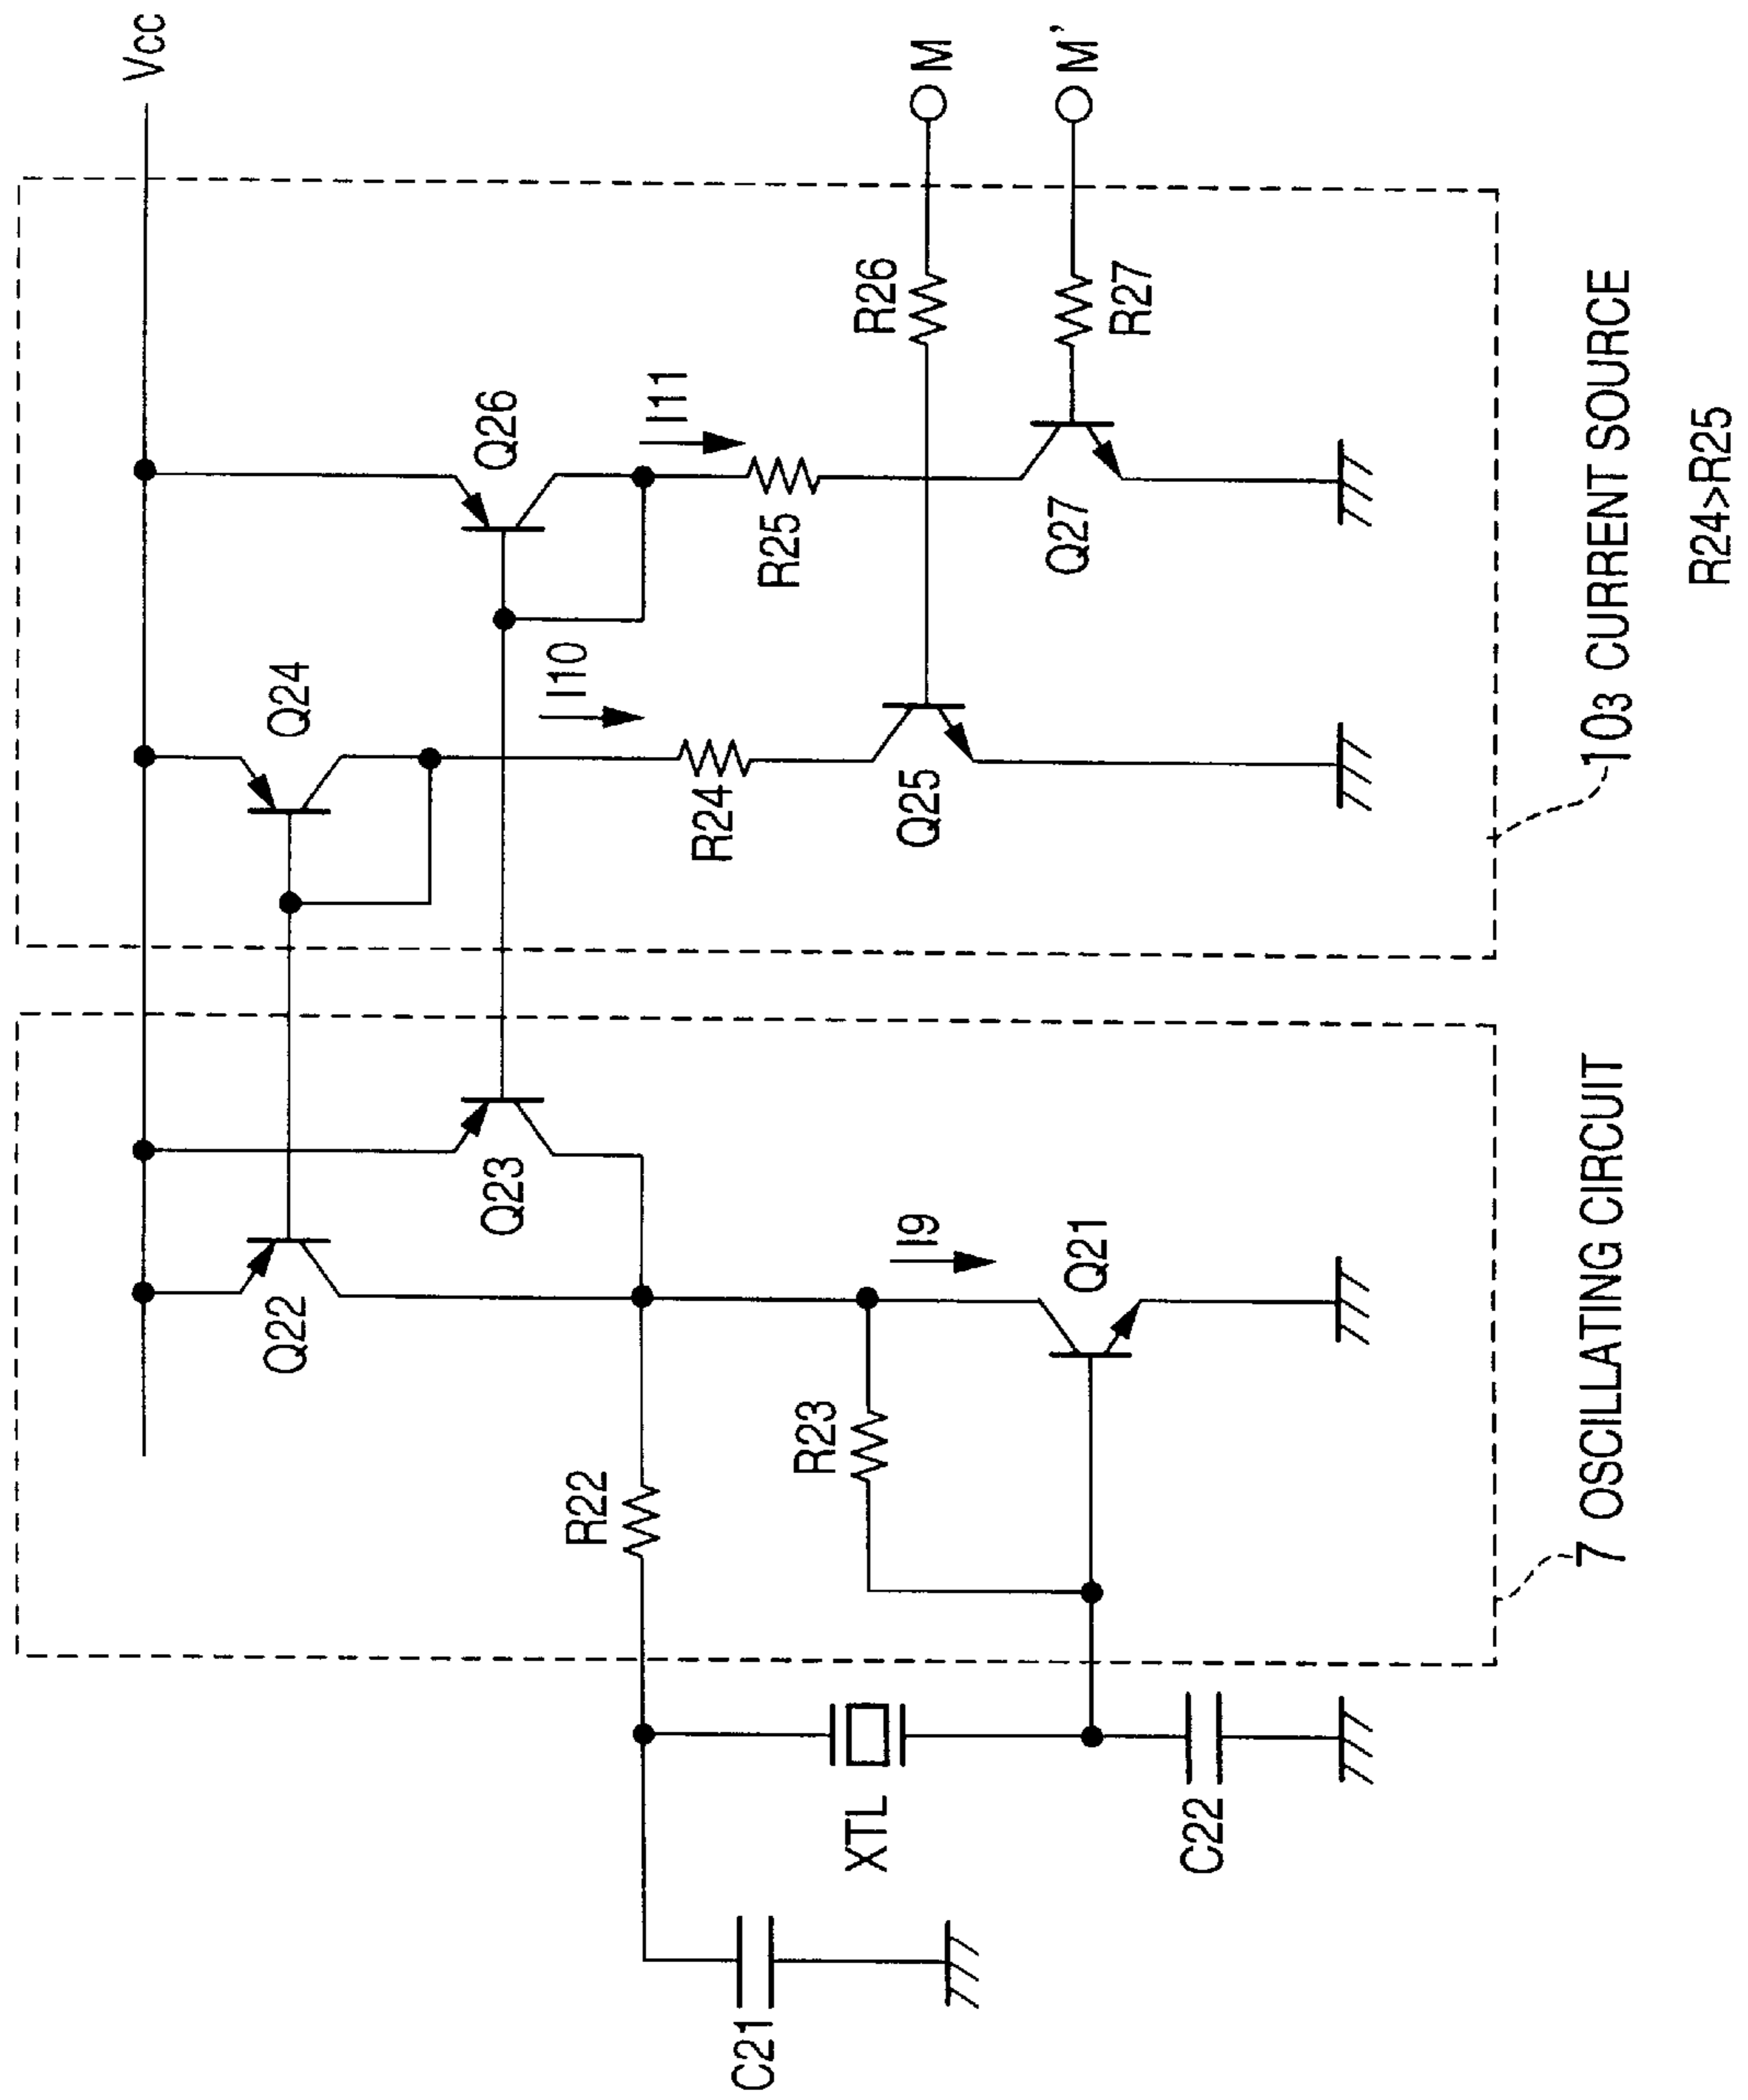 Vcc
M
M'
R26
R27
Q26
I11
R25
Q27
Q24
I10
R24
Q25
Q23
Q22
I9
Q21
R23
R22
XTL
C22
C21
7 OSCILLATING CIRCUIT
103 CURRENT SOURCE
R24>R25